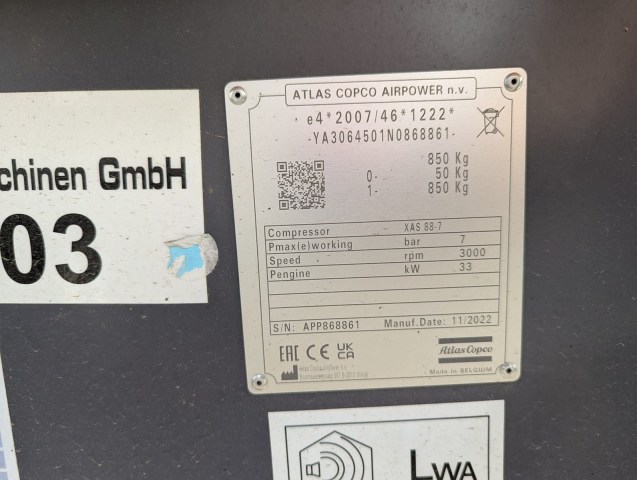 chinen GmbH
03
ATLAS COPCO AIRPOWER n.v.
e4*2007/46*1222*
-YA3064501N0868861-
850 Kg
0- 50 Kg
1- 850 Kg
Compressor XAS 88-7
Pmax(e)working bar 7
Speed rpm 3000
Pengine kW 33
S/N: APP868861 Manuf.Date: 11/2022
EAC CE UKCA
Atlas Copco
Made in BELGIUM
LWA